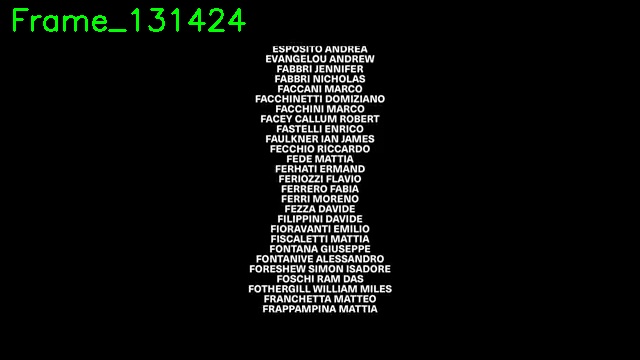 Frame_131424
ESPOSITO ANDREA
EVANGELOU ANDREW
FABBRI JENNIFER
FABBRI NICHOLAS
FACCANI MARCO
FACCHINETTI DOMIZIANO
FACCHINI MARCO
FACEY CALLUM ROBERT
FASTELLI ENRICO
FAULKNER IAN JAMES
FECCHIO RICCARDO
FEDE MATTIA
FERHATI ERMAND
FERIOZZI FLAVIO
FERRERO FABIA
FERRI MORENO
FEZZA DAVIDE
FILIPPINI DAVIDE
FIORAVANTI EMILIO
FISCALETTI MATTIA
FONTANA GIUSEPPE
FONTANIVE ALESSANDRO
FORESHEW SIMON ISADORE
FOSCHI RAM DAS
FOTHERGILL WILLIAM MILES
FRANCHETTA MATTEO
FRAPPAMPINA MATTIA